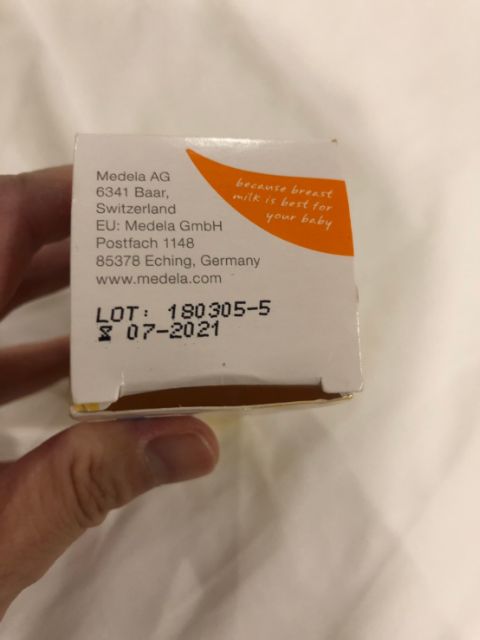 Medela AG
6341 Baar,
Switzerland
EU: Medela GmbH
Postfach 1148
85378 Eching, Germany
www.medela.com
because breast
milk is best for
your baby
LOT: 180305-5
07-2021